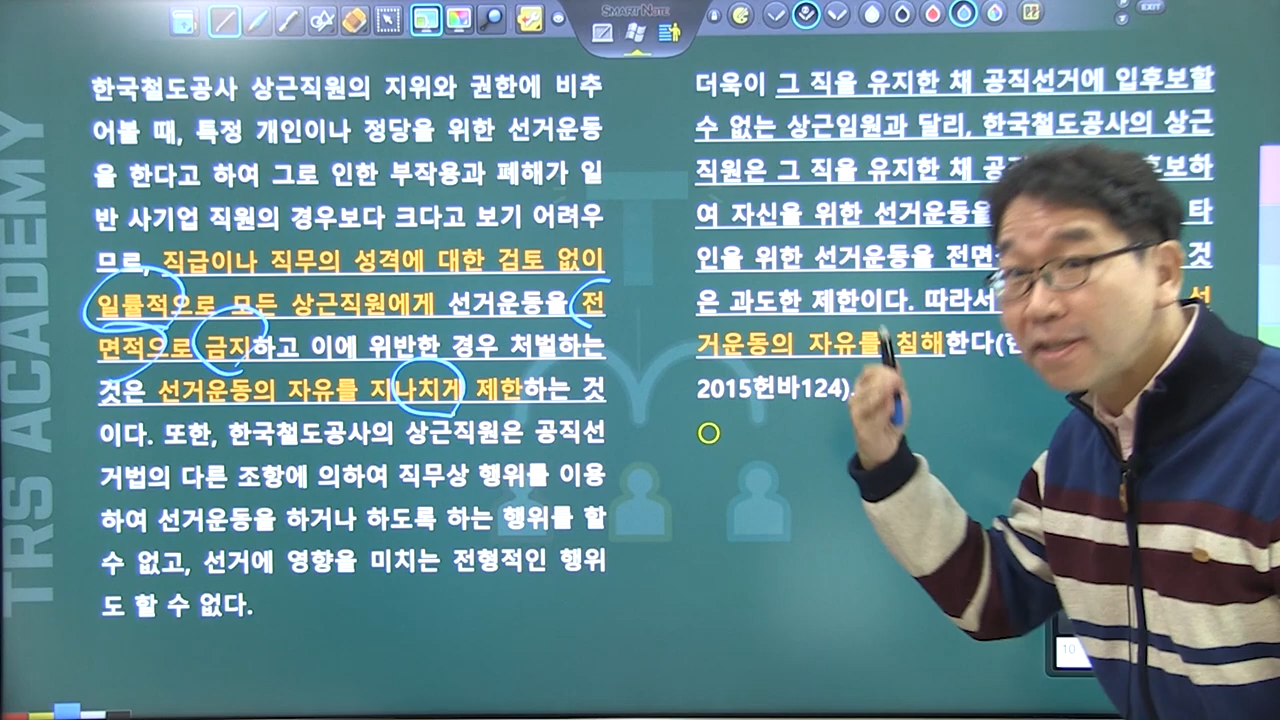 SMART NOTE
EXIT
TRS ACADEMY
한국철도공사 상근직원의 지위와 권한에 비추
어볼 때, 특정 개인이나 정당을 위한 선거운동
을 한다고 하여 그로 인한 부작용과 폐해가 일
반 사기업 직원의 경우보다 크다고 보기 어려우
므로, 직급이나 직무의 성격에 대한 검토 없이
일률적으로 모든 상근직원에게 선거운동을 전
면적으로 금지하고 이에 위반한 경우 처벌하는
것은 선거운동의 자유를 지나치게 제한하는 것
이다. 또한, 한국철도공사의 상근직원은 공직선
거법의 다른 조항에 의하여 직무상 행위를 이용
하여 선거운동을 하거나 하도록 하는 행위를 할
수 없고, 선거에 영향을 미치는 전형적인 행위
도 할 수 없다.
더욱이 그 직을 유지한 채 공직선거에 입후보할
수 없는 상근임원과 달리, 한국철도공사의 상근
직원은 그 직을 유지한 채 후보하
여 자신을 위한 선거운동을 타
인을 위한 선거운동을 것
은 과도한 제한이다. 따라서 선
거운동의 자유를 침해한다
2015헌바124).
10